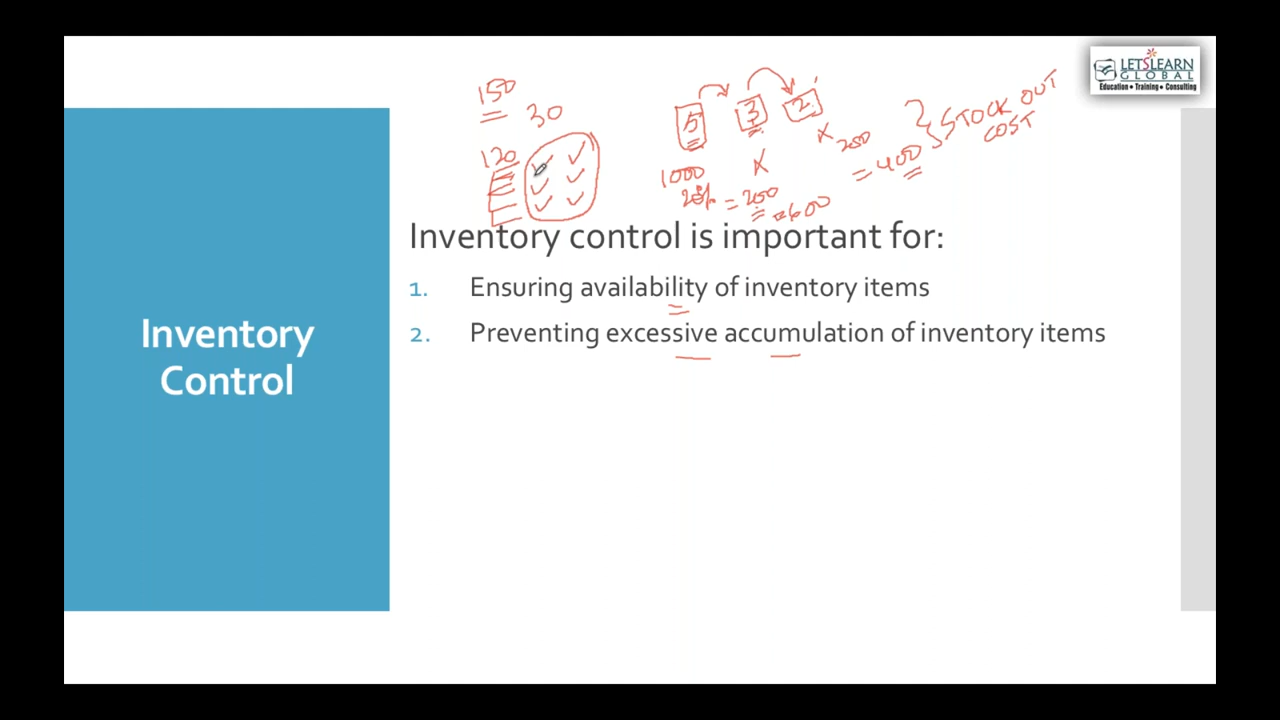 LETSLEARN
GLOBAL
Education • Training • Consulting
150
30
120
5 3 2
1000
20% = 200
= 600
200
= 400
STOCK OUT
COST
Inventory control is important for:
1. Ensuring availability of inventory items
2. Preventing excessive accumulation of inventory items
Inventory
Control